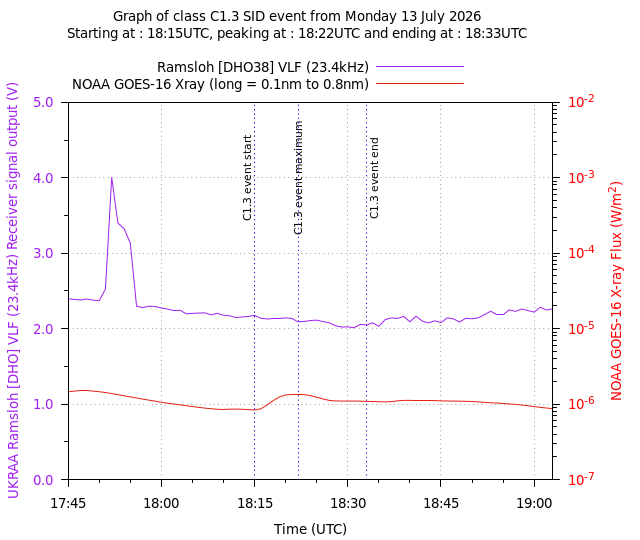 Graph of class C1.3 SID event from Monday 13 July 2026
Starting at : 18:15UTC, peaking at : 18:22UTC and ending at : 18:33UTC
Ramsloh [DHO38] VLF (23.4kHz)
NOAA GOES-16 Xray (long = 0.1nm to 0.8nm)
UKRAA Ramsloh [DHO] VLF (23.4kHz) Receiver signal output (V)
5.0
4.0
3.0
2.0
1.0
0.0
C1.3 event start
C1.3 event maximum
C1.3 event end
10-2
10-3
10-4
10-5
10-6
10-7
NOAA GOES-16 X-ray Flux (W/m2)
17:45 18:00 18:15 18:30 18:45 19:00
Time (UTC)